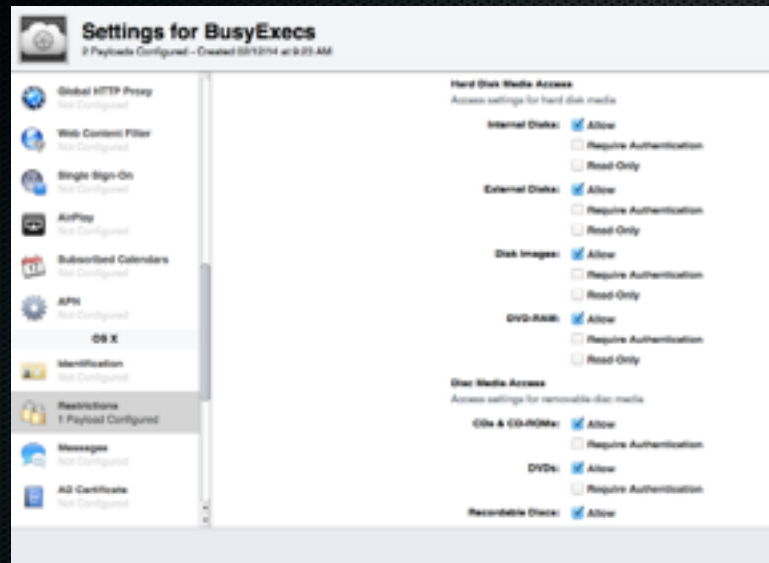 Settings for BusyExecs
2 Payloads Configured - Created 03/12/14 at 9:23 AM
Global HTTP Proxy
Not Configured
Web Content Filter
Not Configured
Single Sign-On
Not Configured
AirPlay
Not Configured
Subscribed Calendars
Not Configured
APN
Not Configured
OS X
Identification
Not Configured
Restrictions
1 Payload Configured
Messages
Not Configured
AD Certificate
Not Configured
Hard Disk Media Access
Access settings for hard disk media
Internal Disks: Allow
Require Authentication
Read-Only
External Disks: Allow
Require Authentication
Read-Only
Disk Images: Allow
Require Authentication
Read-Only
DVD-RAM: Allow
Require Authentication
Read-Only
Disc Media Access
Access settings for removable disc media
CDs & CD-ROMs: Allow
Require Authentication
DVDs: Allow
Require Authentication
Recordable Discs: Allow